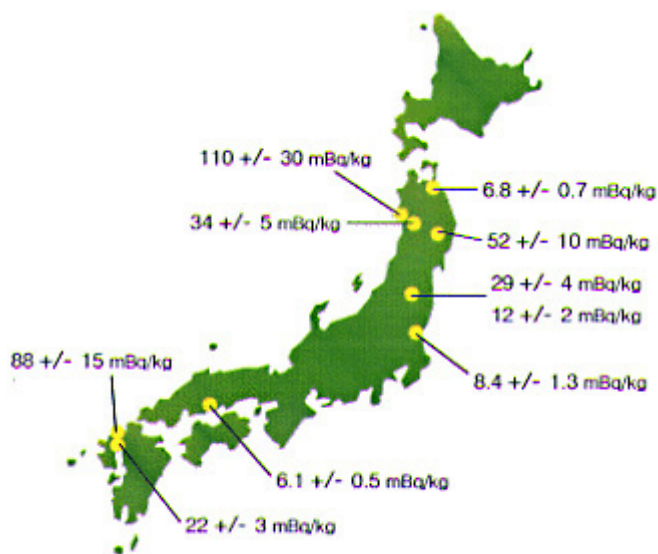 110 +/- 30 mBq/kg
6.8 +/- 0.7 mBq/kg
34 +/- 5 mBq/kg
52 +/- 10 mBq/kg
29 +/- 4 mBq/kg
12 +/- 2 mBq/kg
88 +/- 15 mBq/kg
8.4 +/- 1.3 mBq/kg
6.1 +/- 0.5 mBq/kg
22 +/- 3 mBq/kg